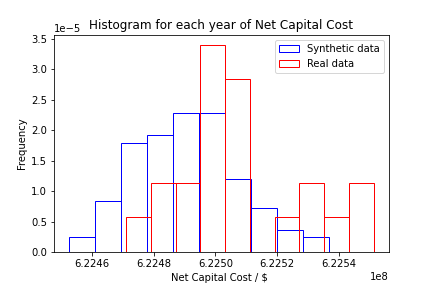 Histogram for each year of Net Capital Cost
1e−5
Synthetic data
Real data
3.5
3.0
2.5
2.0
1.5
1.0
0.5
0.0
Frequency
6.2246 6.2248 6.2250 6.2252 6.2254
Net Capital Cost / $
1e8